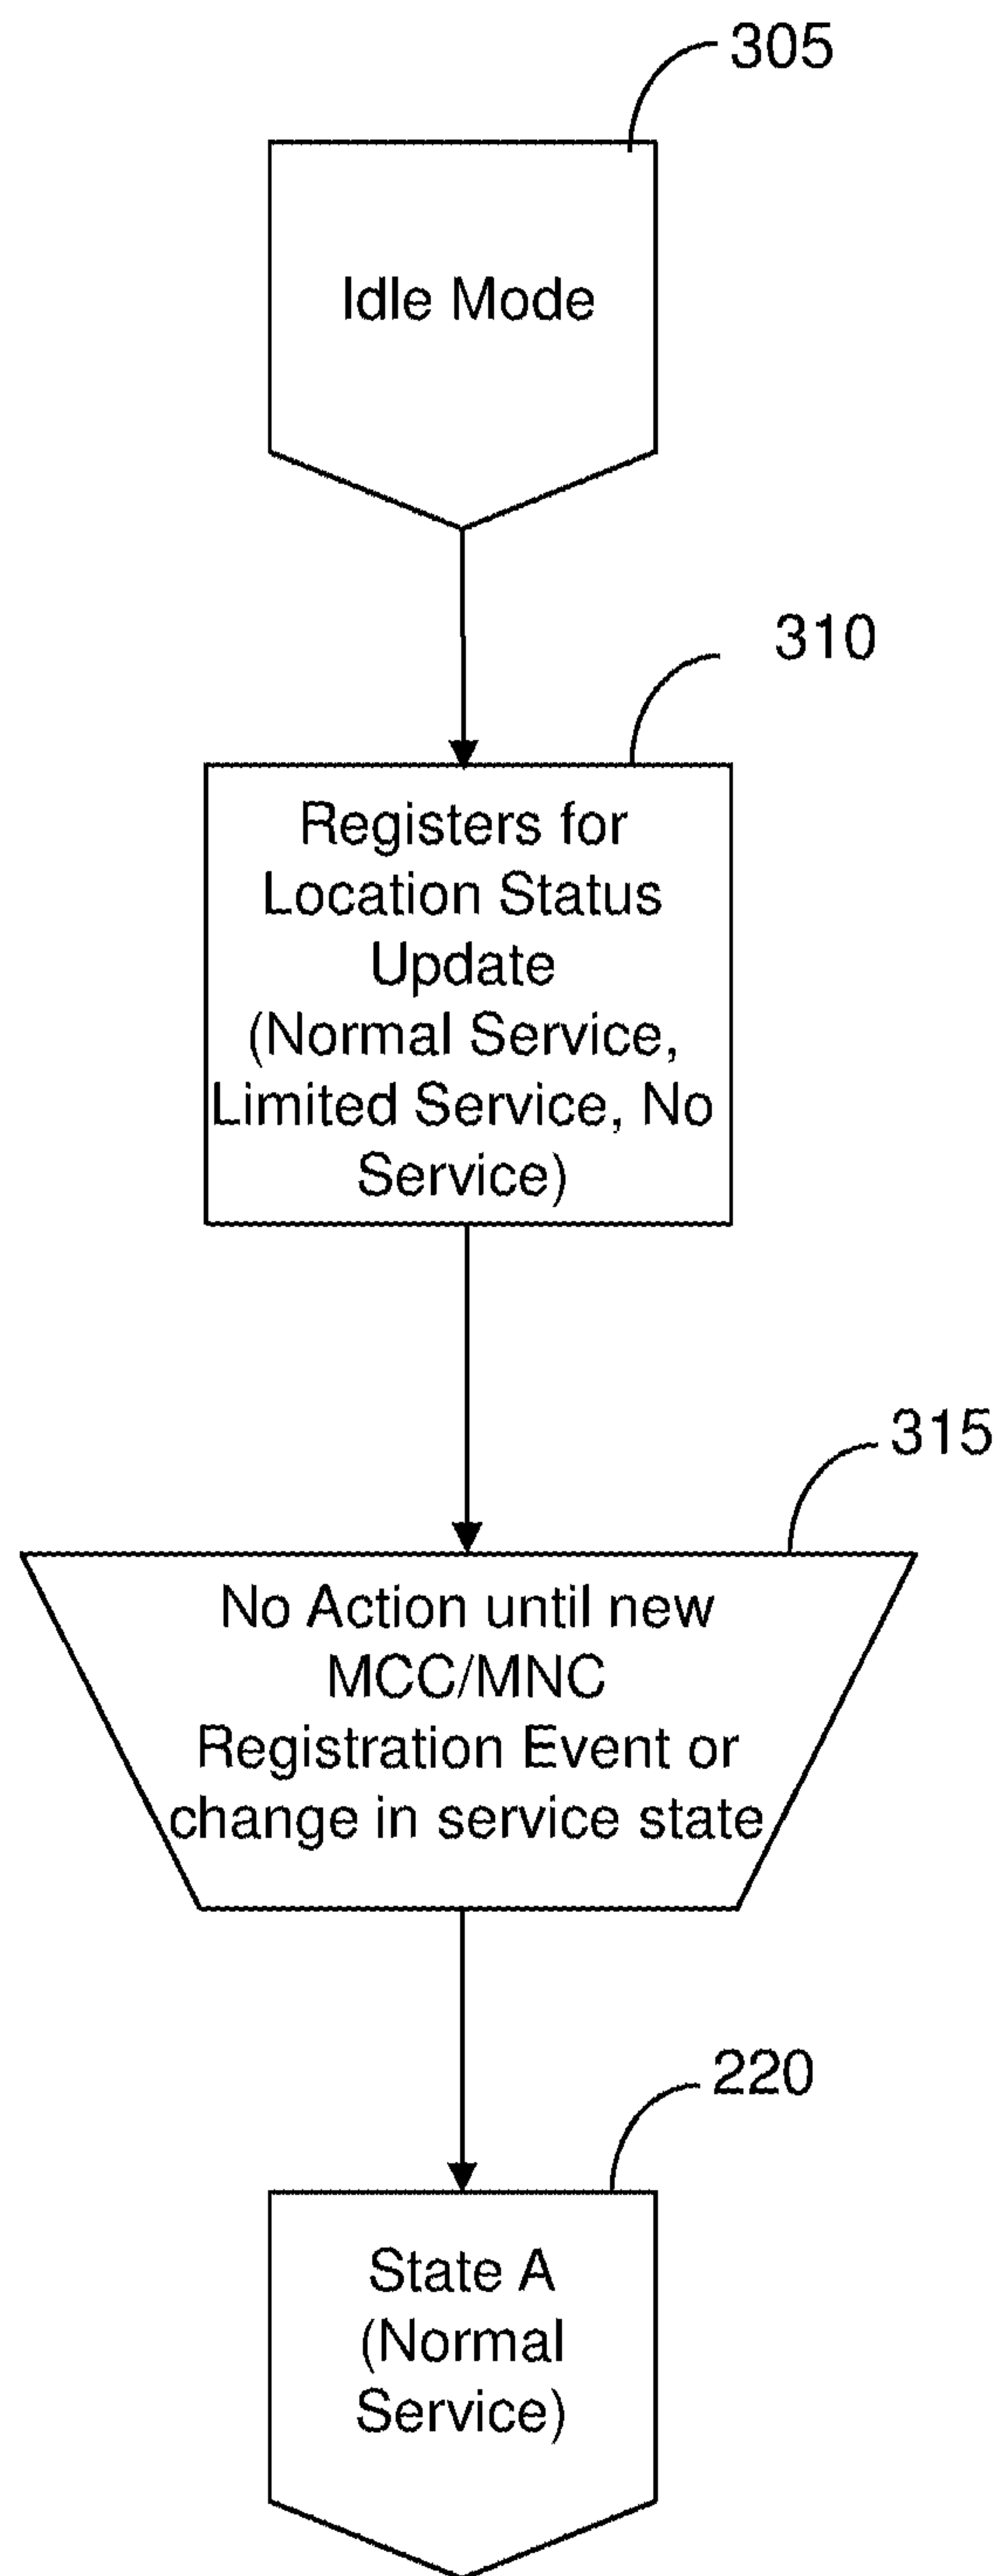 305
Idle Mode
310
Registers for
Location Status
Update
(Normal Service,
Limited Service, No
Service)
315
No Action until new
MCC/MNC
Registration Event or
change in service state
220
State A
(Normal
Service)